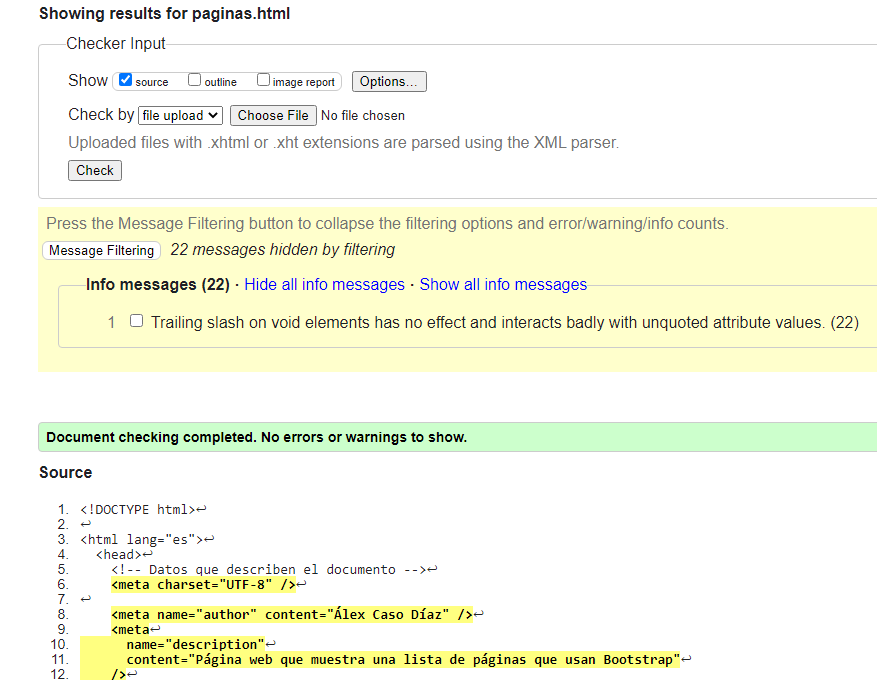 Showing results for paginas.html
Checker Input
Show source outline image report Options...
Check by file upload Choose File No file chosen
Uploaded files with .xhtml or .xht extensions are parsed using the XML parser.
Check
Press the Message Filtering button to collapse the filtering options and error/warning/info counts.
Message Filtering 22 messages hidden by filtering
Info messages (22) · Hide all info messages · Show all info messages
1 Trailing slash on void elements has no effect and interacts badly with unquoted attribute values. (22)
Document checking completed. No errors or warnings to show.
Source
1. <!DOCTYPE html>↩
2. ↩
3. <html lang="es">↩
4. <head>↩
5. <!-- Datos que describen el documento -->↩
6. <meta charset="UTF-8" />↩
7. ↩
8. <meta name="author" content="Álex Caso Díaz" />↩
9. <meta↩
10. name="description"↩
11. content="Página web que muestra una lista de páginas que usan Bootstrap"↩
12. />↩